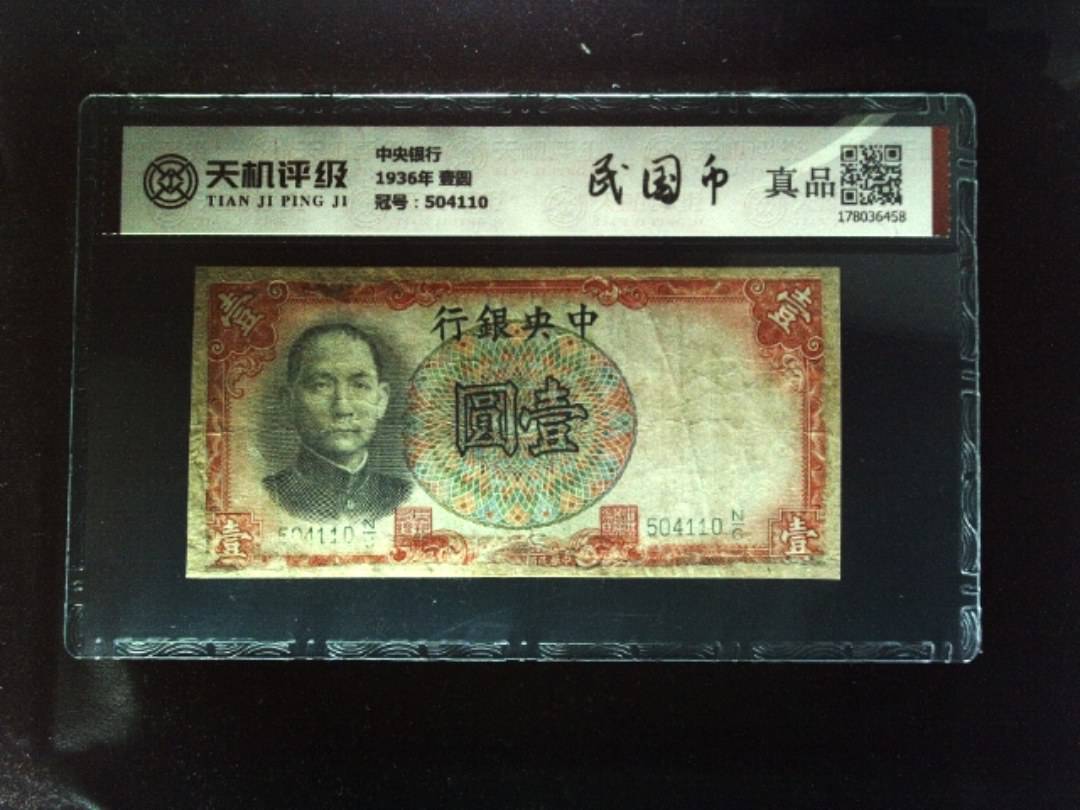 天机评级
TIAN JI PING JI
中央银行
1936年 壹圆
冠号：504110
民国币
真品
178036458
壹
行銀央中
壹
圓壹
504110
504110
壹
壹